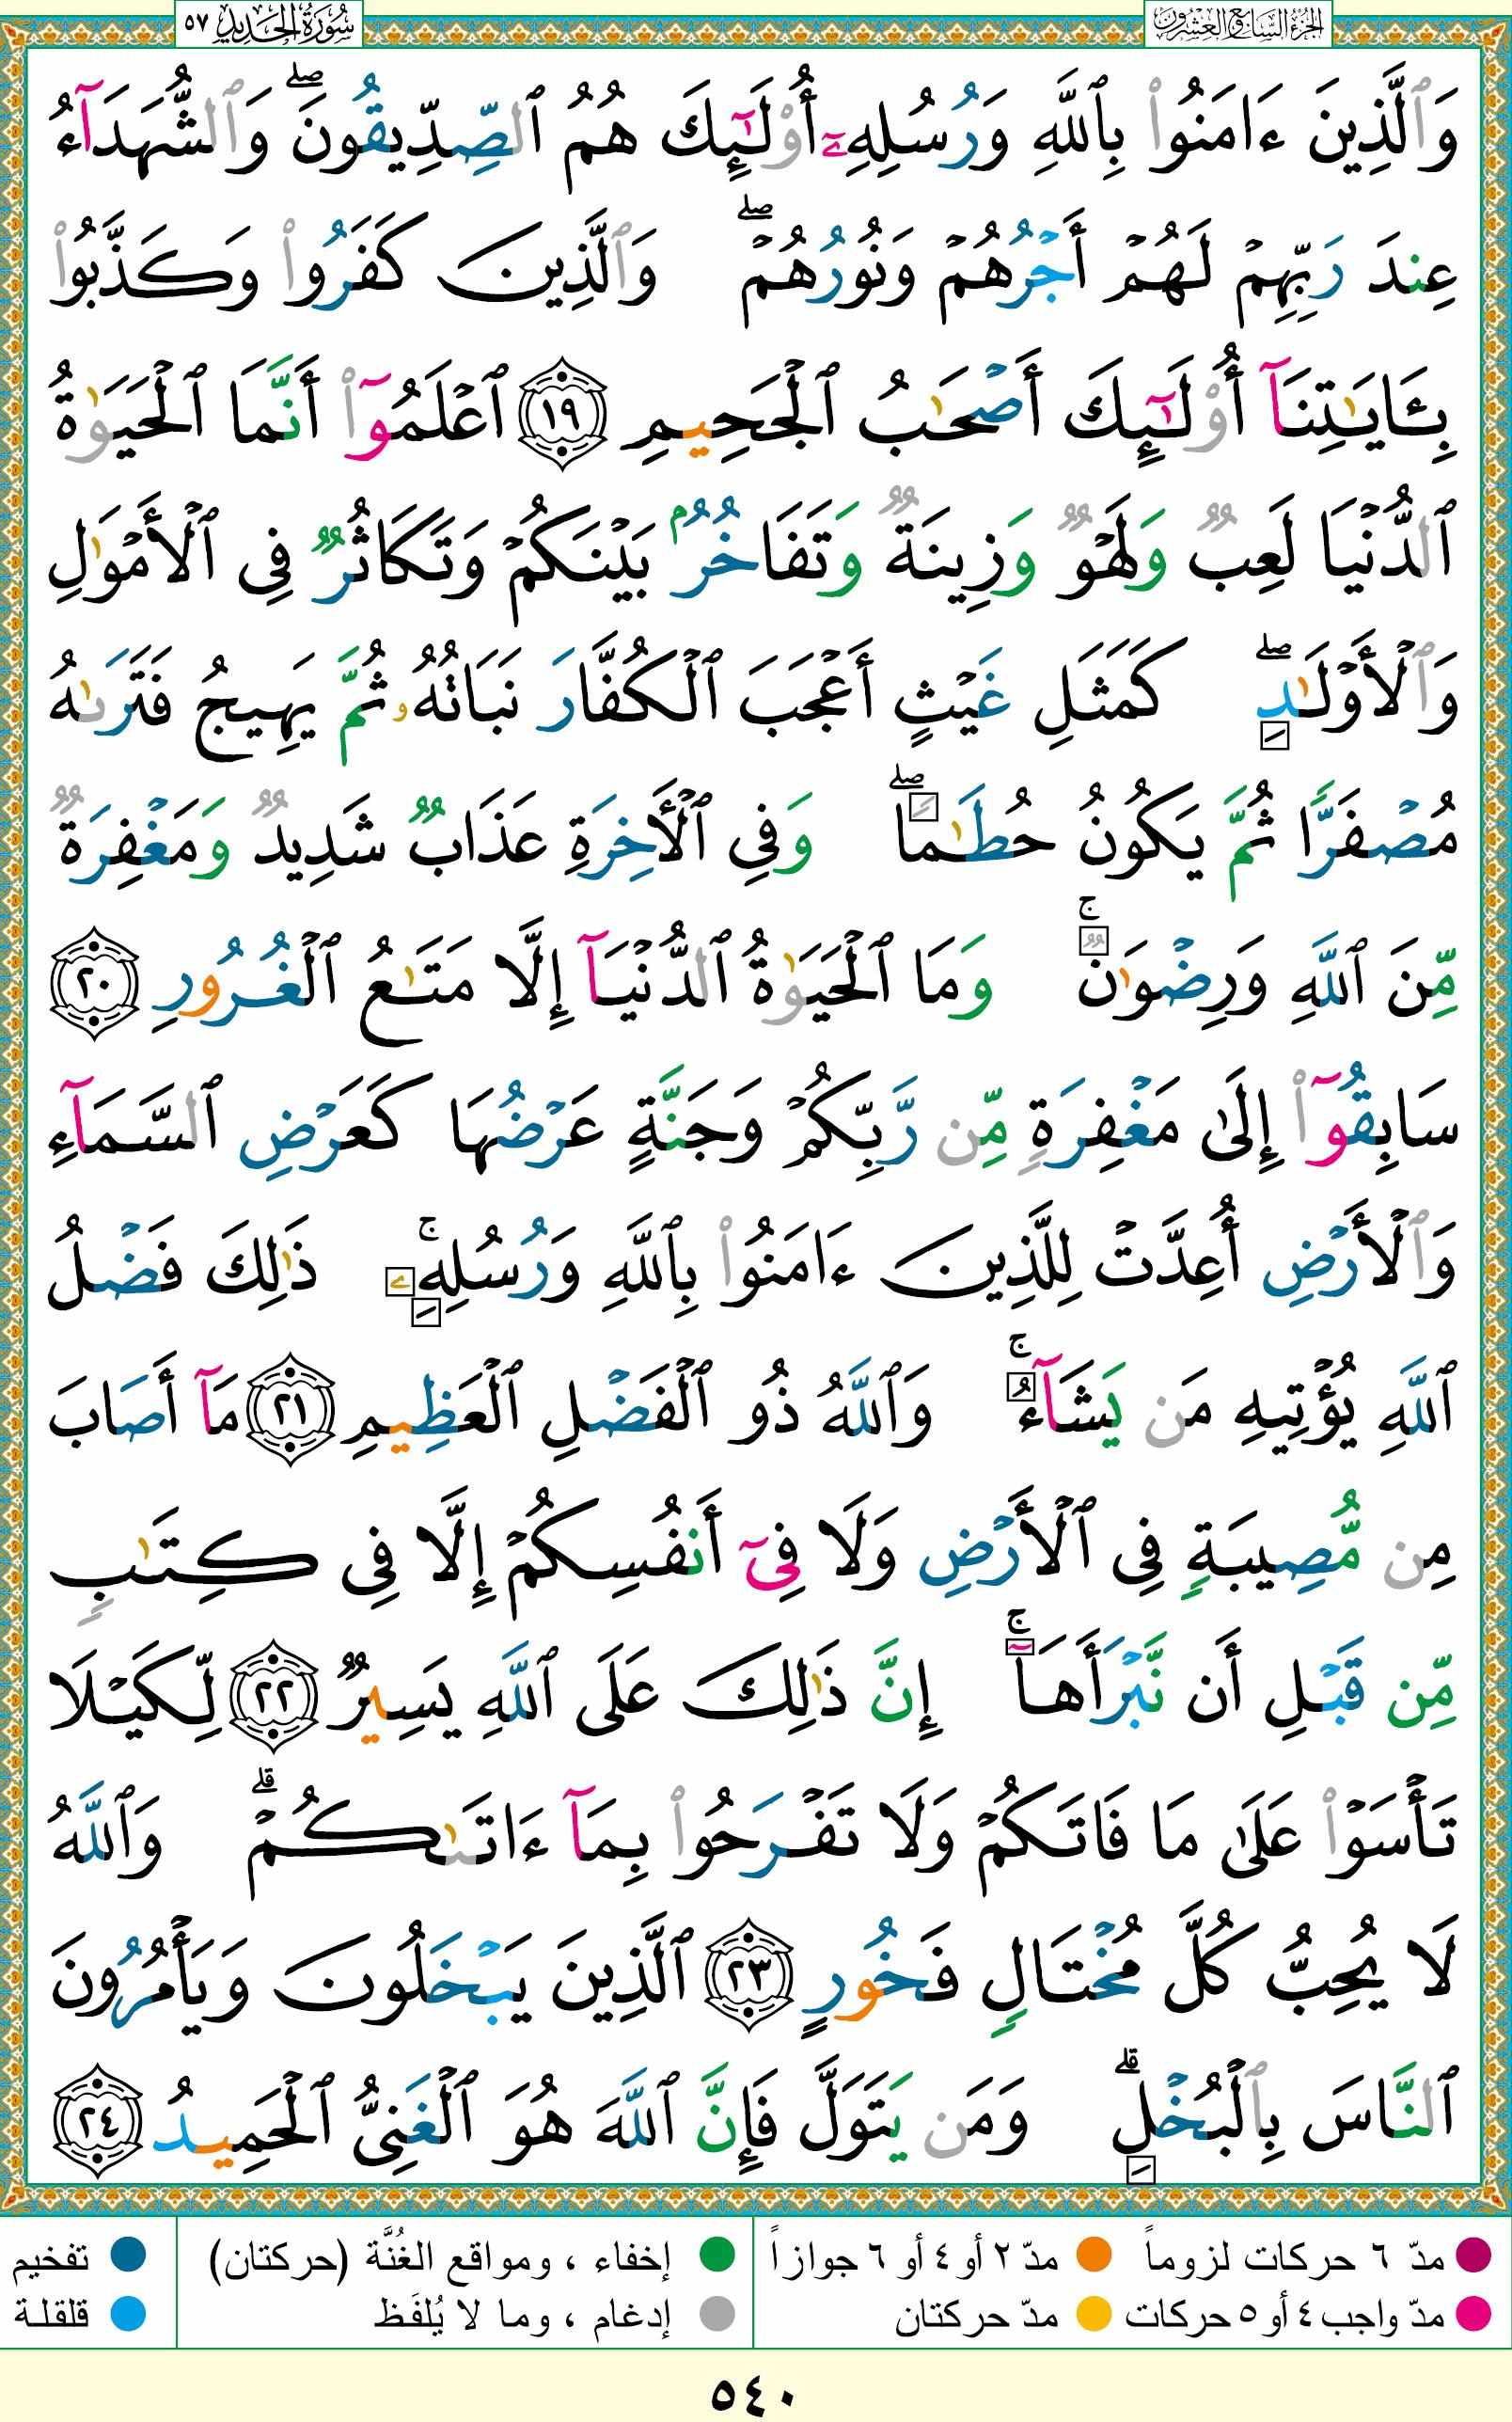 الجزء السابع والعشرون
سورة الحديد ٥٧
وَٱلَّذِينَ ءَامَنُوا۟ بِٱللَّهِ وَرُسُلِهِۦٓ أُو۟لَـٰٓئِكَ هُمُ ٱلصِّدِّيقُونَ ۖ وَٱلشُّهَدَآءُ
عِندَ رَبِّهِمْ لَهُمْ أَجْرُهُمْ وَنُورُهُمْ ۖ وَٱلَّذِينَ كَفَرُوا۟ وَكَذَّبُوا۟
بِـَٔايَـٰتِنَآ أُو۟لَـٰٓئِكَ أَصْحَـٰبُ ٱلْجَحِيمِ ١٩ ٱعْلَمُوٓا۟ أَنَّمَا ٱلْحَيَوٰةُ
ٱلدُّنْيَا لَعِبٌ وَلَهْوٌ وَزِينَةٌ وَتَفَاخُرٌۢ بَيْنَكُمْ وَتَكَاثُرٌ فِى ٱلْأَمْوَٰلِ
وَٱلْأَوْلَـٰدِ ۖ كَمَثَلِ غَيْثٍ أَعْجَبَ ٱلْكُفَّارَ نَبَاتُهُۥ ثُمَّ يَهِيجُ فَتَرَىٰهُ
مُصْفَرًّا ثُمَّ يَكُونُ حُطَـٰمًا ۖ وَفِى ٱلْـَٔاخِرَةِ عَذَابٌ شَدِيدٌ وَمَغْفِرَةٌ
مِّنَ ٱللَّهِ وَرِضْوَٰنٌ ۚ وَمَا ٱلْحَيَوٰةُ ٱلدُّنْيَآ إِلَّا مَتَـٰعُ ٱلْغُرُورِ ٢٠
سَابِقُوٓا۟ إِلَىٰ مَغْفِرَةٍ مِّن رَّبِّكُمْ وَجَنَّةٍ عَرْضُهَا كَعَرْضِ ٱلسَّمَآءِ
وَٱلْأَرْضِ أُعِدَّتْ لِلَّذِينَ ءَامَنُوا۟ بِٱللَّهِ وَرُسُلِهِۦ ۚ ذَٰلِكَ فَضْلُ
ٱللَّهِ يُؤْتِيهِ مَن يَشَآءُ ۚ وَٱللَّهُ ذُو ٱلْفَضْلِ ٱلْعَظِيمِ ٢١ مَآ أَصَابَ
مِن مُّصِيبَةٍ فِى ٱلْأَرْضِ وَلَا فِىٓ أَنفُسِكُمْ إِلَّا فِى كِتَـٰبٍ
مِّن قَبْلِ أَن نَّبْرَأَهَآ ۚ إِنَّ ذَٰلِكَ عَلَى ٱللَّهِ يَسِيرٌ ٢٢ لِّكَيْلَا
تَأْسَوْا۟ عَلَىٰ مَا فَاتَكُمْ وَلَا تَفْرَحُوا۟ بِمَآ ءَاتَىٰكُمْ ۗ وَٱللَّهُ
لَا يُحِبُّ كُلَّ مُخْتَالٍ فَخُورٍ ٢٣ ٱلَّذِينَ يَبْخَلُونَ وَيَأْمُرُونَ
ٱلنَّاسَ بِٱلْبُخْلِ ۗ وَمَن يَتَوَلَّ فَإِنَّ ٱللَّهَ هُوَ ٱلْغَنِىُّ ٱلْحَمِيدُ ٢٤
مدّ ٦ حركات لزوماً مدّ ٢ أو ٤ أو ٦ جوازاً إخفاء ، ومواقع الغُنَّة (حركتان) تفخيم
مدّ واجب ٤ أو ٥ حركات مدّ حركتان إدغام ، وما لا يُلفَظ قلقلة
٥٤٠